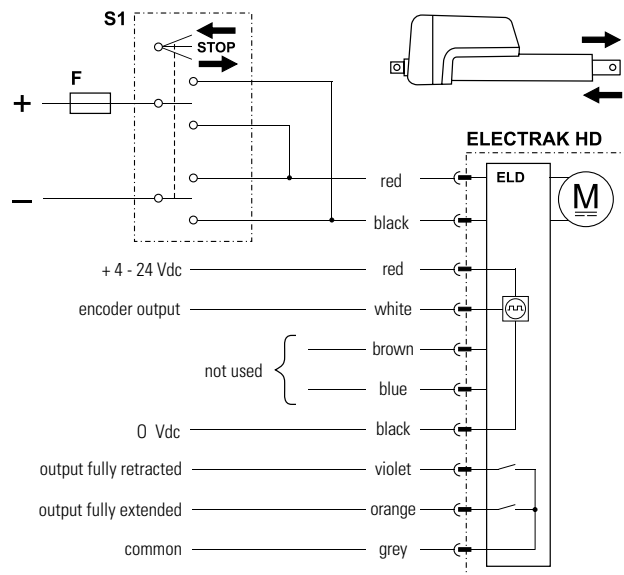 S1
STOP
F
+
–
ELECTRAK HD
ELD
M
red
black
+ 4 - 24 Vdc red
encoder output white
not used
brown
blue
0 Vdc black
output fully retracted violet
output fully extended orange
common grey